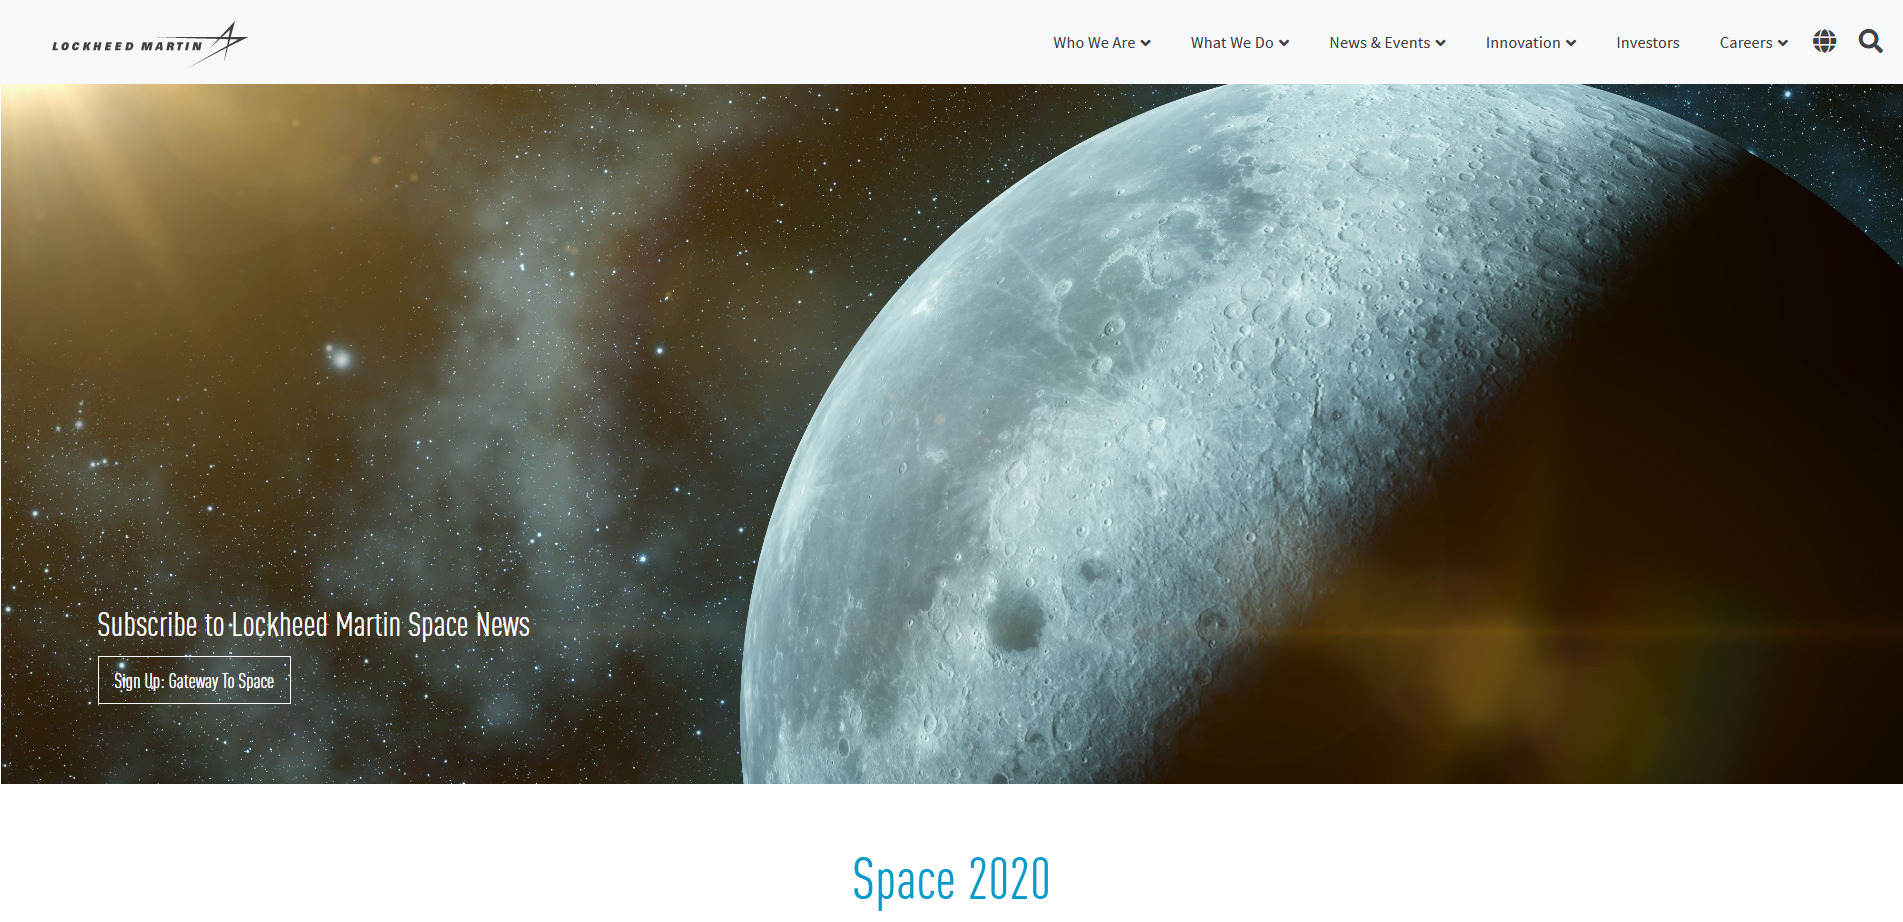 LOCKHEED MARTIN
Who We Are What We Do News & Events Innovation Investors Careers
Subscribe to Lockheed Martin Space News
Sign Up: Gateway To Space
Space 2020